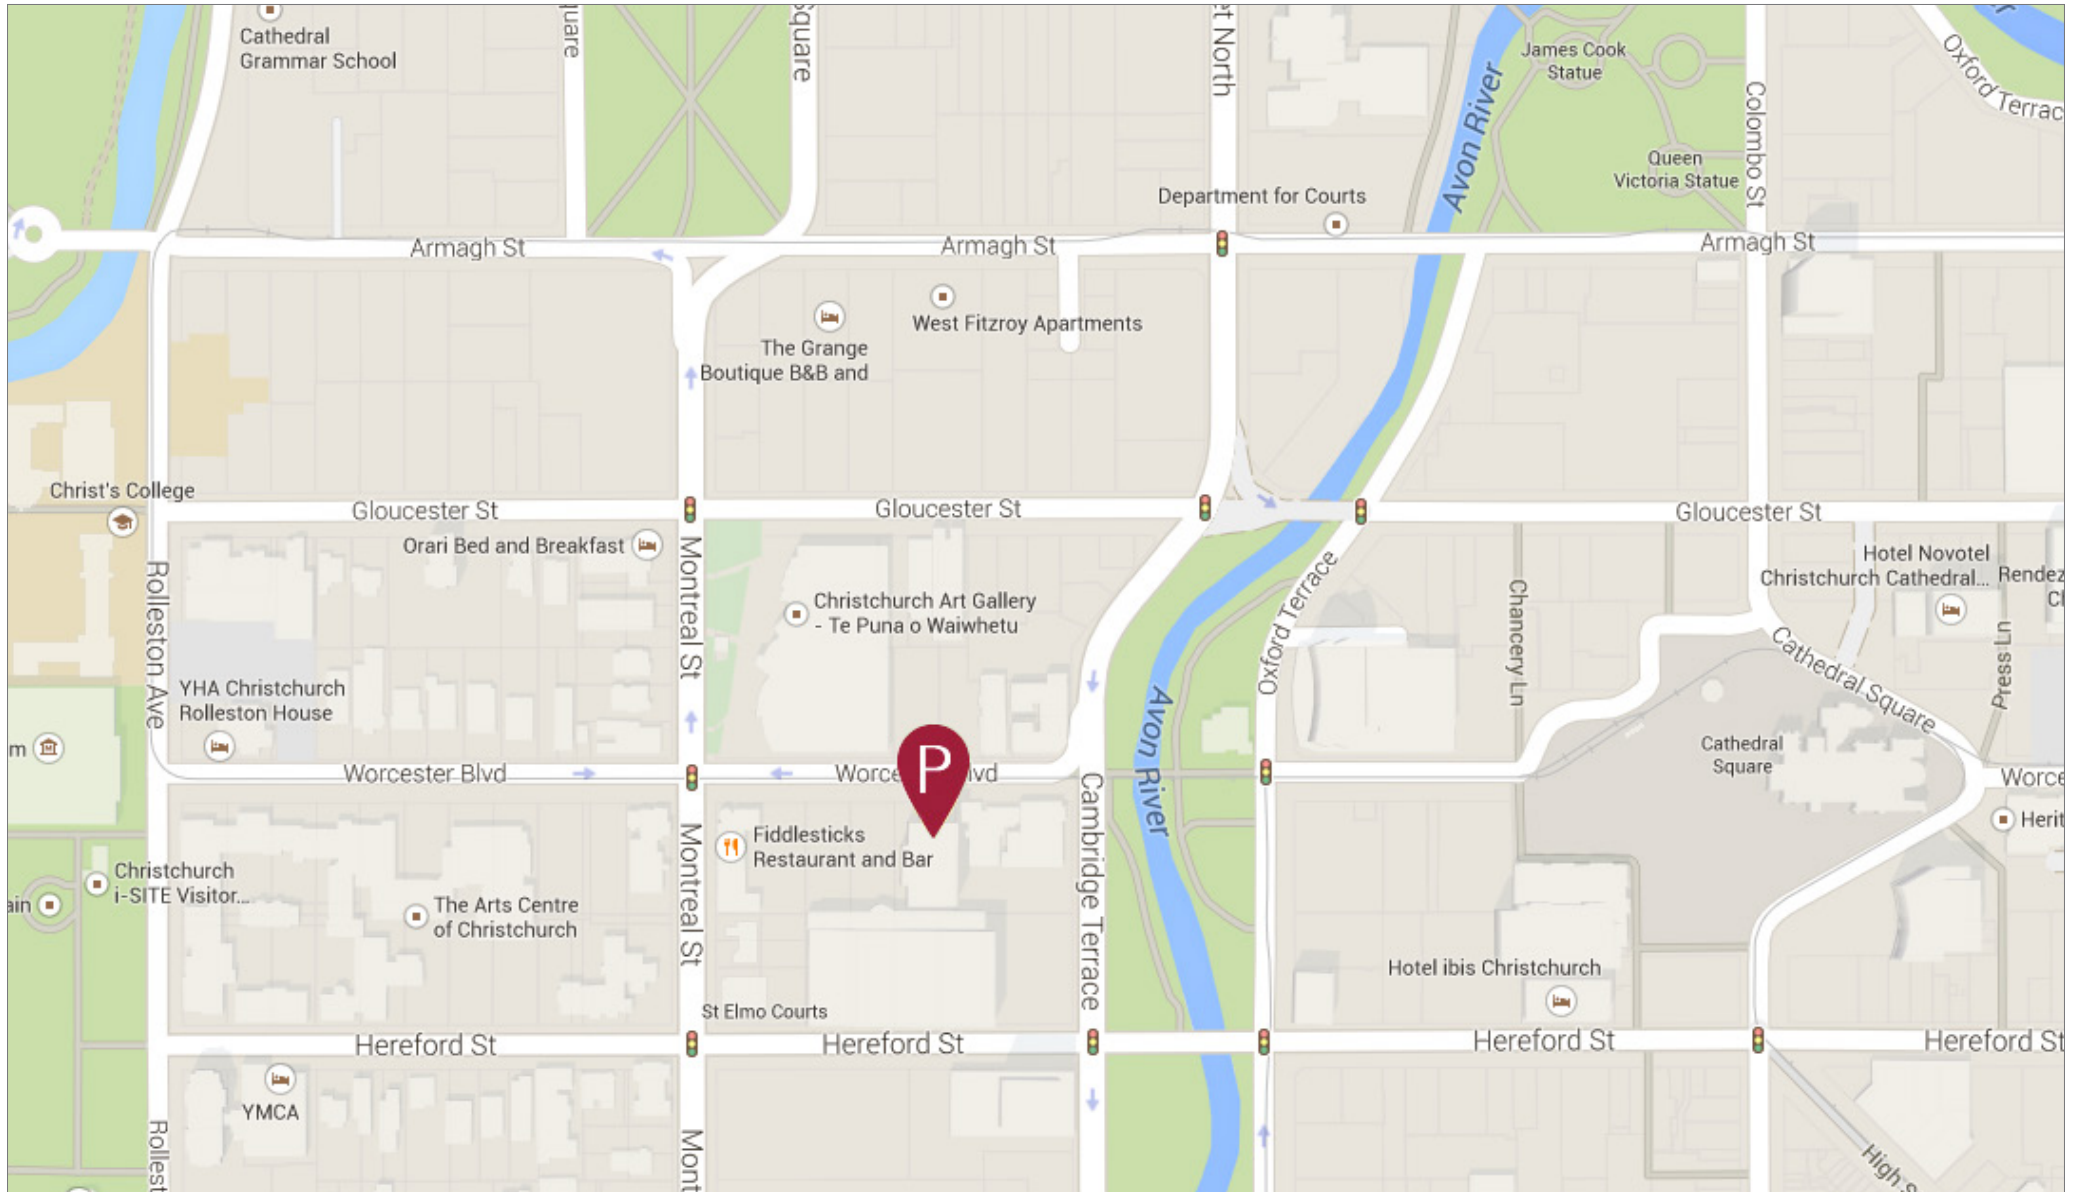 Cathedral
Grammar School
quare
Square
et North
Avon River
James Cook
Statue
Colombo St
Oxford Terrac
Queen
Victoria Statue
Department for Courts
Armagh St
Armagh St
Armagh St
West Fitzroy Apartments
The Grange
Boutique B&B and
Christ's College
Gloucester St
Gloucester St
Gloucester St
Orari Bed and Breakfast
Montreal St
Rolleston Ave
Christchurch Art Gallery
- Te Puna o Waiwhetu
Oxford Terrace
Chancery Ln
Hotel Novotel
Christchurch Cathedral...
Rendez
Cl
Press Ln
Cathedral Square
YHA Christchurch
Rolleston House
Avon River
Cathedral
Square
m
Worcester Blvd
Worce
lvd
P
Worce
Cambridge Terrace
Fiddlesticks
Restaurant and Bar
Montreal St
Herit
Christchurch
i-SITE Visitor...
ain
The Arts Centre
of Christchurch
Hotel ibis Christchurch
St Elmo Courts
Hereford St
Hereford St
Hereford St
Hereford St
YMCA
Rollest
Mont
High S